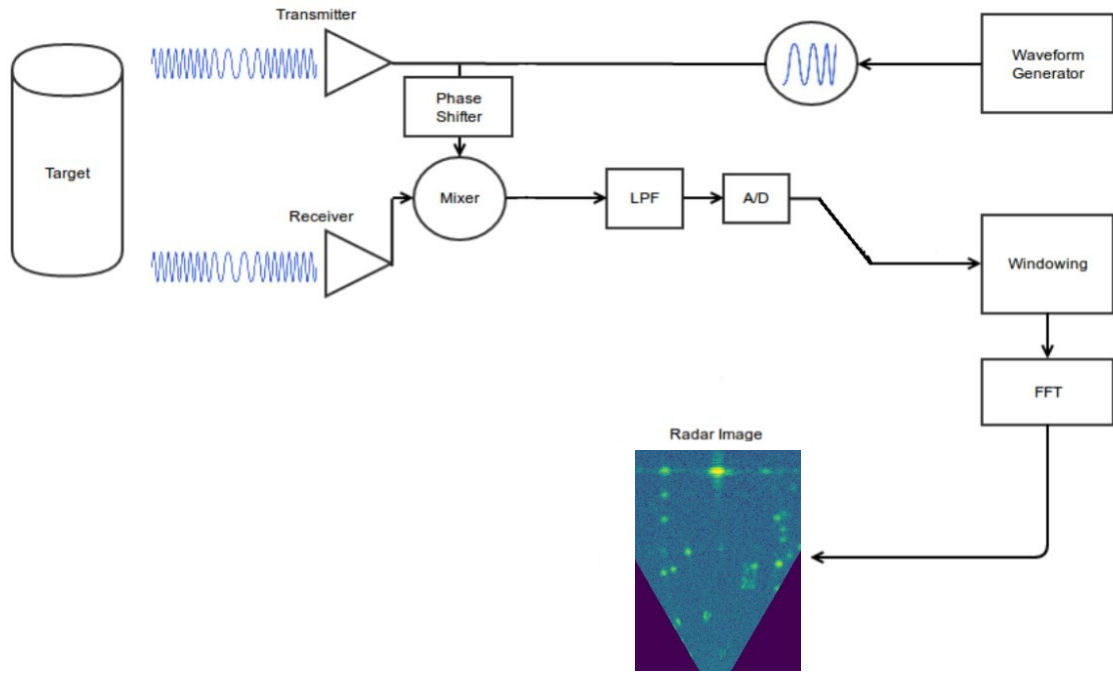 Transmitter
Waveform
Generator
Phase
Shifter
Target
Mixer
LPF
A/D
Receiver
Windowing
FFT
Radar Image